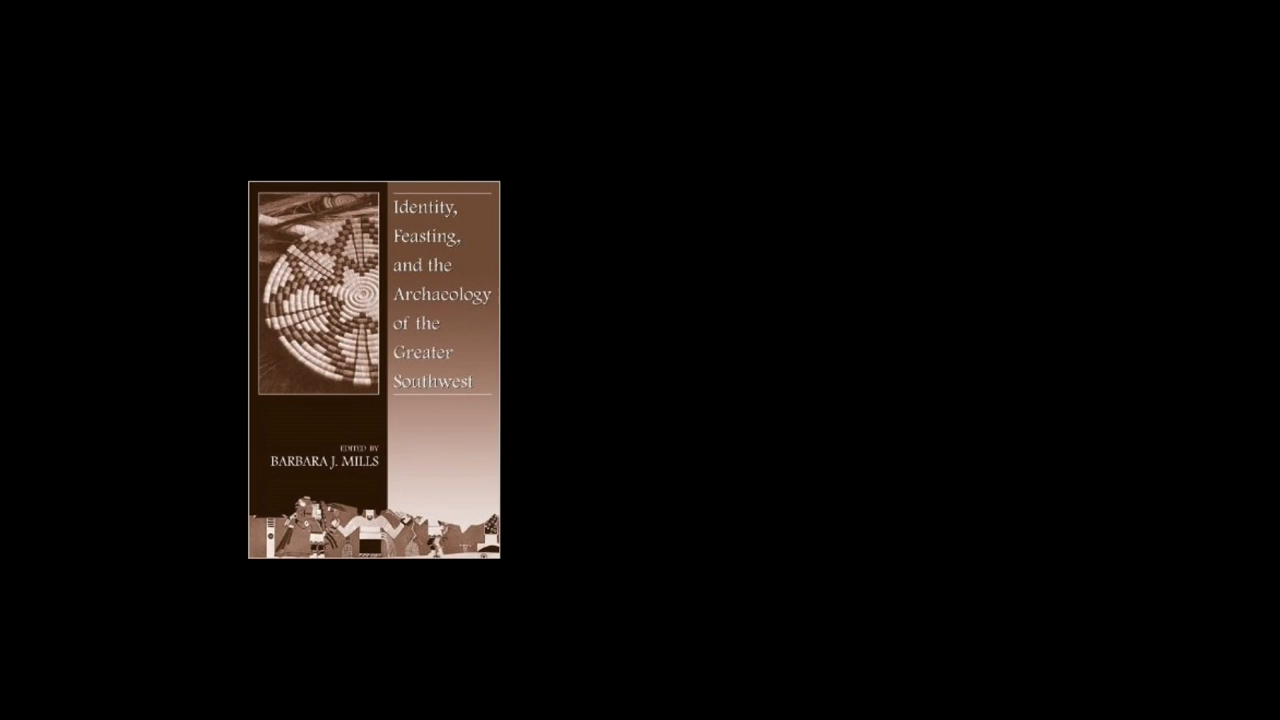 Identity,
Feasting,
and the
Archaeology
of the
Greater
Southwest
EDITED BY
BARBARA J. MILLS